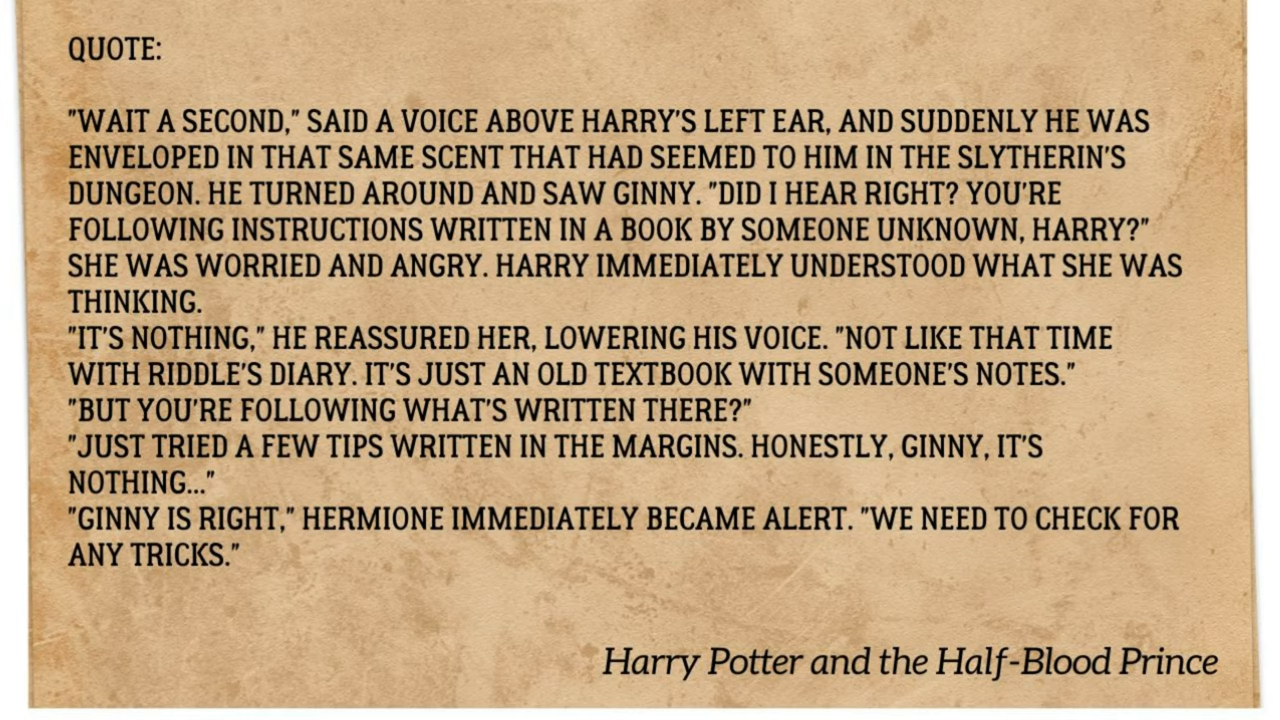 QUOTE:
"WAIT A SECOND," SAID A VOICE ABOVE HARRY'S LEFT EAR, AND SUDDENLY HE WAS
ENVELOPED IN THAT SAME SCENT THAT HAD SEEMED TO HIM IN THE SLYTHERIN'S
DUNGEON. HE TURNED AROUND AND SAW GINNY. "DID I HEAR RIGHT? YOU'RE
FOLLOWING INSTRUCTIONS WRITTEN IN A BOOK BY SOMEONE UNKNOWN, HARRY?"
SHE WAS WORRIED AND ANGRY. HARRY IMMEDIATELY UNDERSTOOD WHAT SHE WAS
THINKING.
"IT'S NOTHING," HE REASSURED HER, LOWERING HIS VOICE. "NOT LIKE THAT TIME
WITH RIDDLE'S DIARY. IT'S JUST AN OLD TEXTBOOK WITH SOMEONE'S NOTES."
"BUT YOU'RE FOLLOWING WHAT'S WRITTEN THERE?"
"JUST TRIED A FEW TIPS WRITTEN IN THE MARGINS. HONESTLY, GINNY, IT'S
NOTHING..."
"GINNY IS RIGHT," HERMIONE IMMEDIATELY BECAME ALERT. "WE NEED TO CHECK FOR
ANY TRICKS."
Harry Potter and the Half-Blood Prince